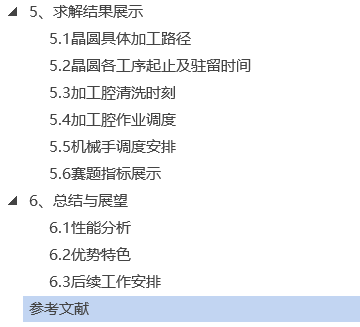 5、求解结果展示
5.1晶圆具体加工路径
5.2晶圆各工序起止及驻留时间
5.3加工腔清洗时刻
5.4加工腔作业调度
5.5机械手调度安排
5.6赛题指标展示
6、总结与展望
6.1性能分析
6.2优势特色
6.3后续工作安排
参考文献